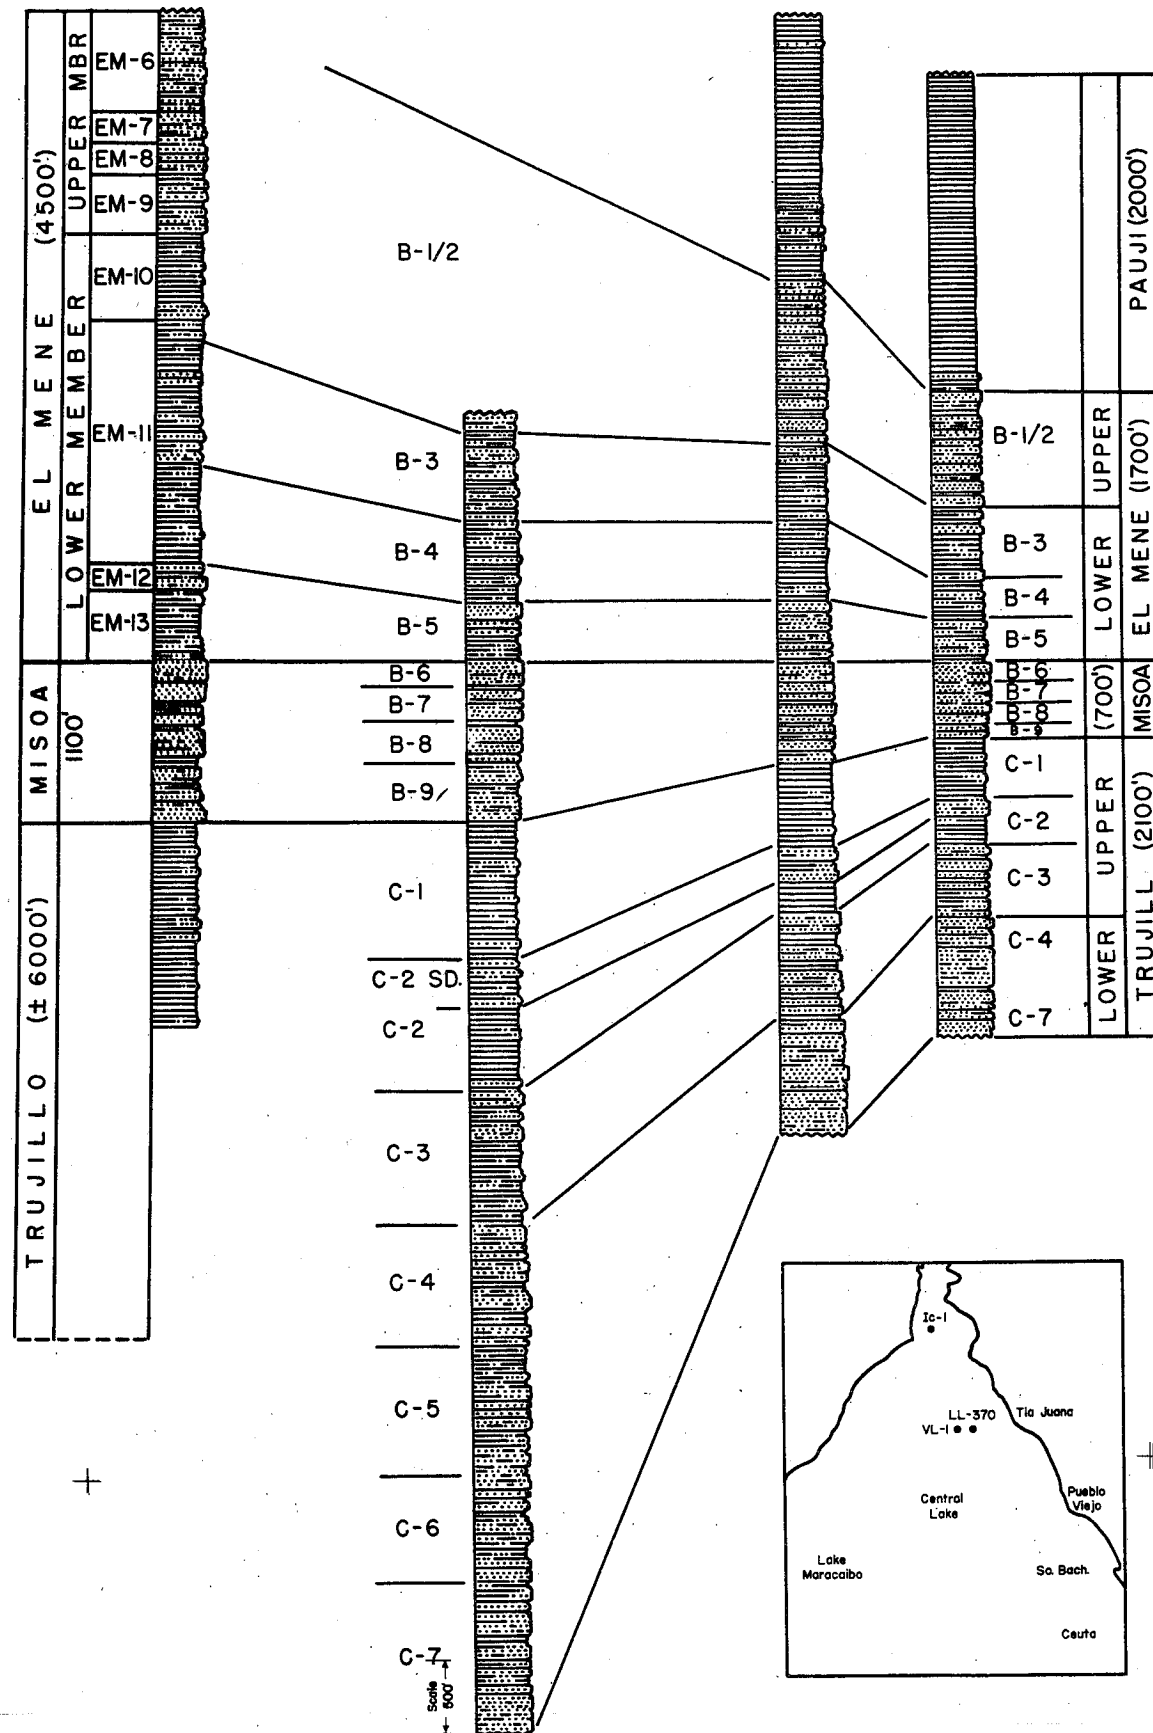 EL MENE (4500')
UPPER MBR
EM-6
EM-7
EM-8
EM-9
LOWER MEMBER
EM-10
EM-11
EM-12
EM-13
MISOA
1100'
TRUJILLO (± 6000')
B-1/2
B-3
B-4
B-5
B-6
B-7
B-8
B-9
C-1
C-2 SD.
C-2
C-3
C-4
C-5
C-6
C-7
Scale
500'
B-1/2
B-3
B-4
B-5
B-6
B-7
B-8
B-9
C-1
C-2
C-3
C-4
C-7
UPPER
LOWER
(700')
UPPER
LOWER
PAUJI (2000')
EL MENE (1700')
MISOA
TRUJILL (2100')
Ic-1
LL-370
VL-1
Tia Juana
Central
Lake
Pueblo
Viejo
Lake
Maracaibo
Sa. Bach.
Ceuta